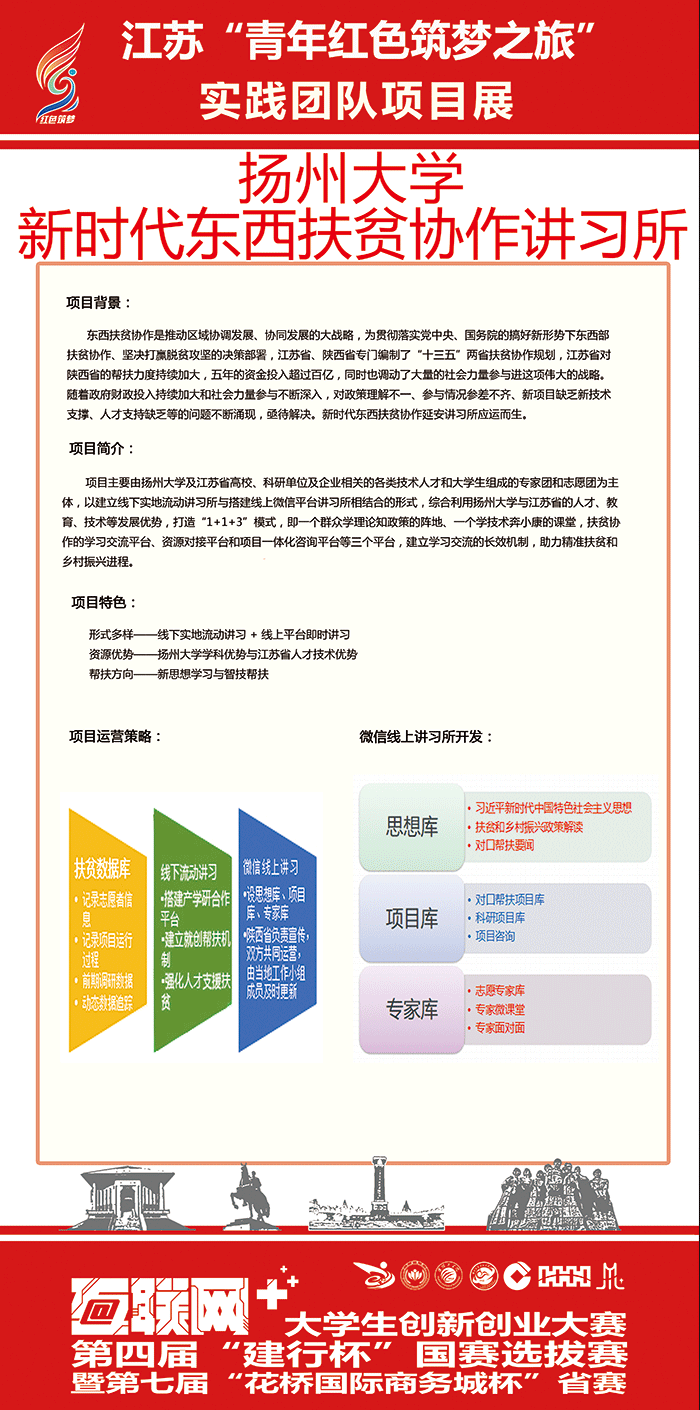 江苏“青年红色筑梦之旅”
实践团队项目展
红色筑梦
扬州大学
新时代东西扶贫协作讲习所
项目背景：
东西扶贫协作是推动区域协调发展、协同发展的大战略，为贯彻落实党中央、国务院的搞好新形势下东西部
扶贫协作、坚决打赢脱贫攻坚的决策部署，江苏省、陕西省专门编制了“十三五”两省扶贫协作规划，江苏省对
陕西省的帮扶力度持续加大，五年的资金投入超过百亿，同时也调动了大量的社会力量参与进这项伟大的战略。
随着政府财政投入持续加大和社会力量参与不断深入，对政策理解不一、参与情况参差不齐、新项目缺乏新技术
支撑、人才支持缺乏等的问题不断涌现，亟待解决。新时代东西扶贫协作延安讲习所应运而生。
项目简介：
项目主要由扬州大学及江苏省高校、科研单位及企业相关的各类技术人才和大学生组成的专家团和志愿团为主
体，以建立线下实地流动讲习所与搭建线上微信平台讲习所相结合的形式，综合利用扬州大学与江苏省的人才、教
育、技术等发展优势，打造“1+1+3”模式，即一个群众学理论知政策的阵地、一个学技术奔小康的课堂，扶贫协
作的学习交流平台、资源对接平台和项目一体化咨询平台等三个平台，建立学习交流的长效机制，助力精准扶贫和
乡村振兴进程。
项目特色：
形式多样——线下实地流动讲习 + 线上平台即时讲习
资源优势——扬州大学学科优势与江苏省人才技术优势
帮扶方向——新思想学习与智技帮扶
项目运营策略：
扶贫数据库
• 记录志愿者信
息
• 记录项目运行
过程
• 前期调研数据
• 动态数据追踪
线下流动讲习
▪搭建产学研合作
平台
▪建立就创帮扶机
制
▪强化人才支援扶
贫
微信线上讲习
▪设思想库、项目
库、专家库
▪陕西省负责宣传，
双方共同运营，
由当地工作小组
成员及时更新
微信线上讲习所开发：
思想库
• 习近平新时代中国特色社会主义思想
• 扶贫和乡村振兴政策解读
• 对口帮扶要闻
项目库
• 对口帮扶项目库
• 科研项目库
• 项目咨询
专家库
• 志愿专家库
• 专家微课堂
• 专家面对面
互联网+
大学生创新创业大赛
第四届“建行杯”国赛选拔赛
暨第七届“花桥国际商务城杯”省赛